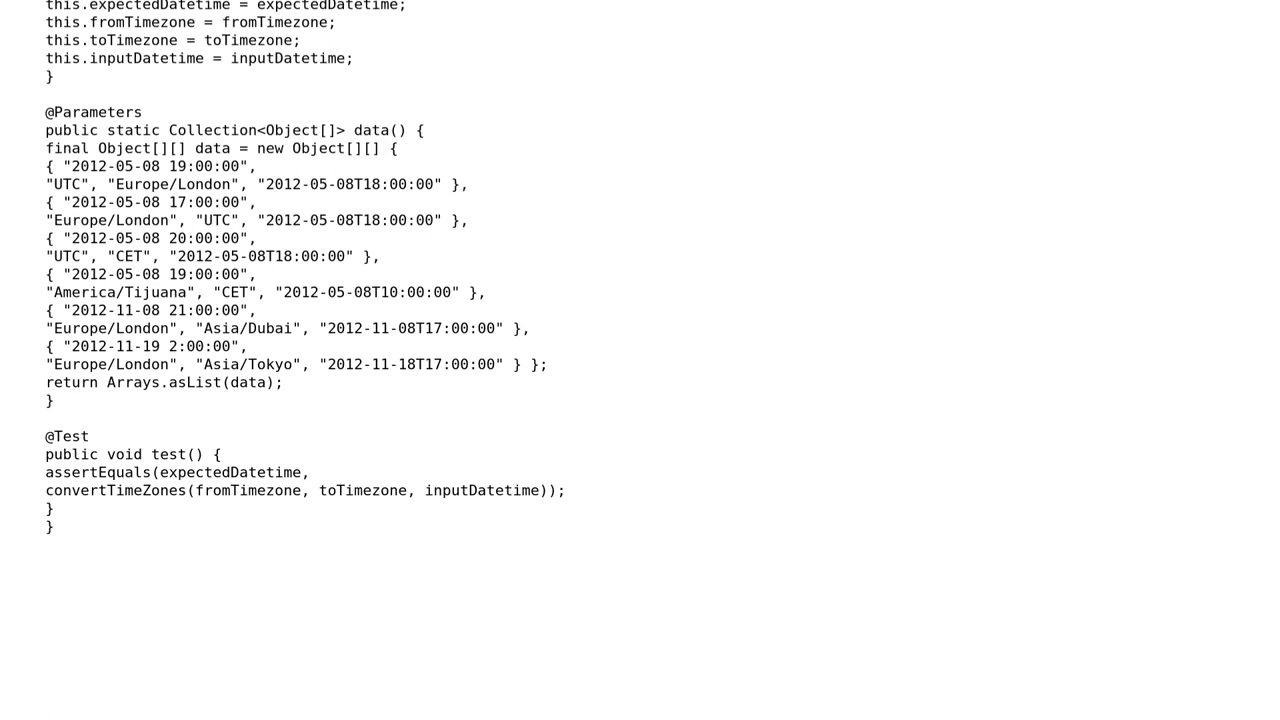 this.expectedDatetime = expectedDatetime;
this.fromTimezone = fromTimezone;
this.toTimezone = toTimezone;
this.inputDatetime = inputDatetime;
}
@Parameters
public static Collection<Object[]> data() {
final Object[][] data = new Object[][] {
{ "2012-05-08 19:00:00",
"UTC", "Europe/London", "2012-05-08T18:00:00" },
{ "2012-05-08 17:00:00",
"Europe/London", "UTC", "2012-05-08T18:00:00" },
{ "2012-05-08 20:00:00",
"UTC", "CET", "2012-05-08T18:00:00" },
{ "2012-05-08 19:00:00",
"America/Tijuana", "CET", "2012-05-08T10:00:00" },
{ "2012-11-08 21:00:00",
"Europe/London", "Asia/Dubai", "2012-11-08T17:00:00" },
{ "2012-11-19 2:00:00",
"Europe/London", "Asia/Tokyo", "2012-11-18T17:00:00" } };
return Arrays.asList(data);
}
@Test
public void test() {
assertEquals(expectedDatetime,
convertTimeZones(fromTimezone, toTimezone, inputDatetime));
}
}